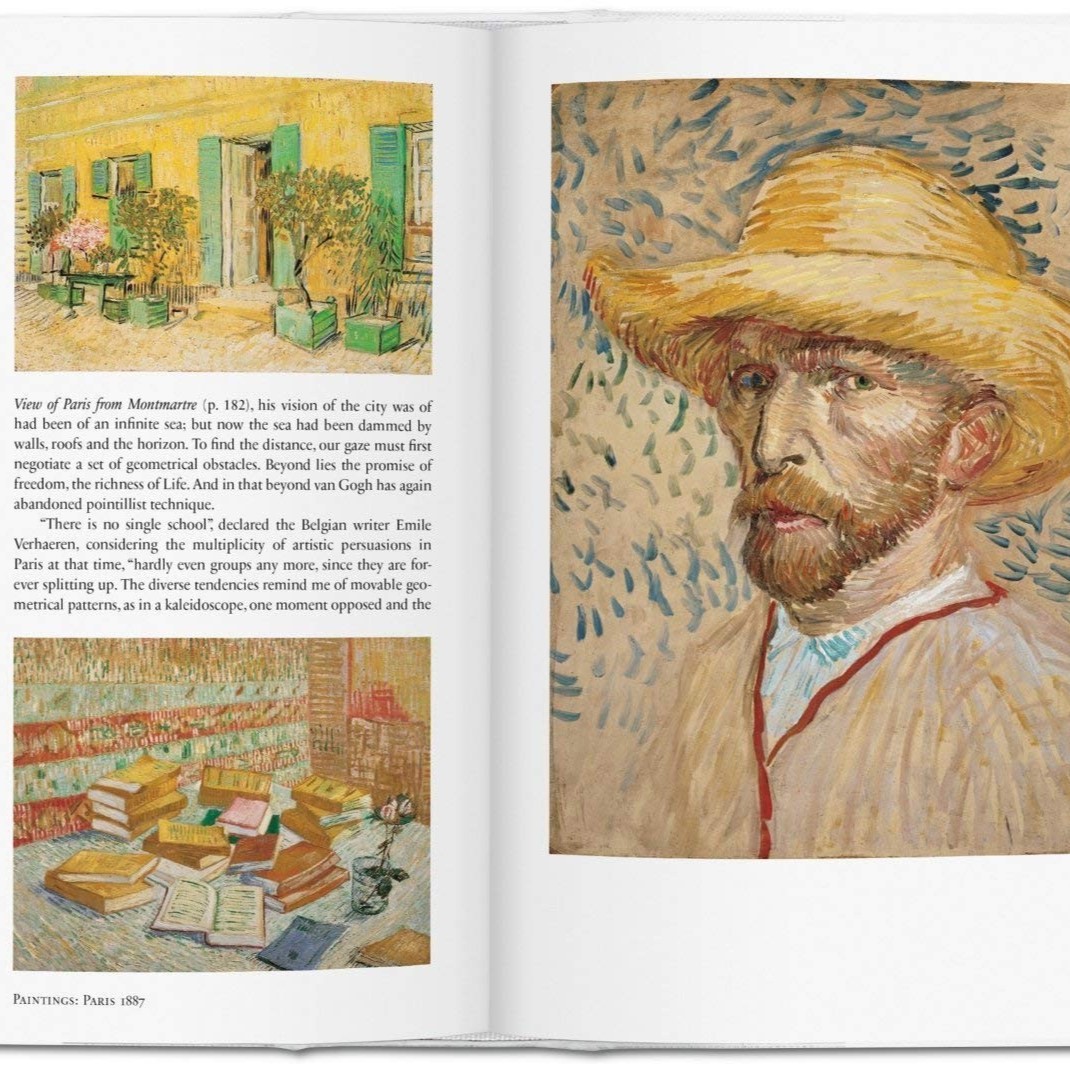 View of Paris from Montmartre (p. 182), his vision of the city was of
had been of an infinite sea; but now the sea had been dammed by
walls, roofs and the horizon. To find the distance, our gaze must first
negotiate a set of geometrical obstacles. Beyond lies the promise of
freedom, the richness of Life. And in that beyond van Gogh has again
abandoned pointillist technique.
“There is no single school”, declared the Belgian writer Emile
Verhaeren, considering the multiplicity of artistic persuasions in
Paris at that time, “hardly even groups any more, since they are for-
ever splitting up. The diverse tendencies remind me of movable geo-
metrical patterns, as in a kaleidoscope, one moment opposed and the
PAINTINGS: PARIS 1887